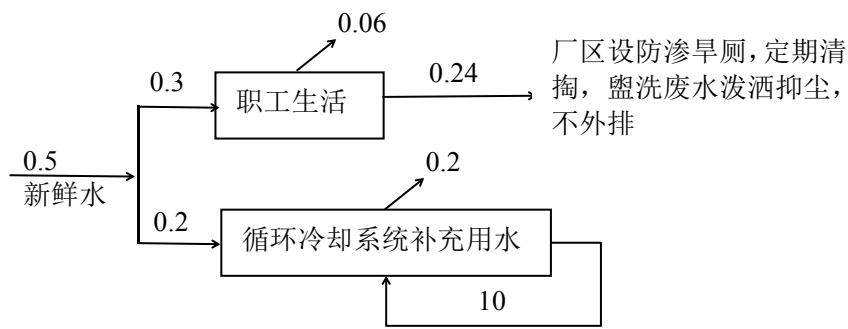 0.06
厂区设防渗旱厕,定期清
掏，盥洗废水泼洒抑尘，
不外排
0.3
职工生活
0.24
0.5
新鲜水
0.2
0.2
循环冷却系统补充用水
10